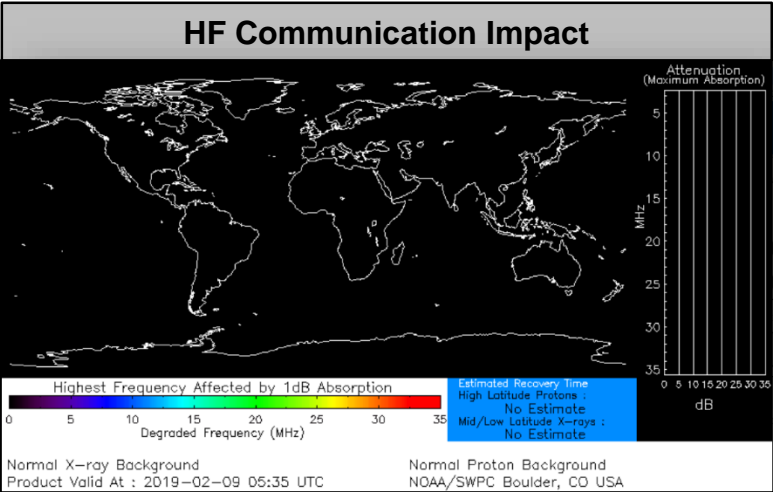 HF Communication Impact
Attenuation
(Maximum Absorption)
5
10
15
20
25
30
35
MHz
0 5 10 15 20 25 30 35
dB
Highest Frequency Affected by 1dB Absorption
0 5 10 15 20 25 30 35
Degraded Frequency (MHz)
Estimated Recovery Time
High Latitude Protons :
No Estimate
Mid/Low Latitude X-rays :
No Estimate
Normal X-ray Background
Normal Proton Background
Product Valid At : 2019-02-09 05:35 UTC
NOAA/SWPC Boulder, CO USA